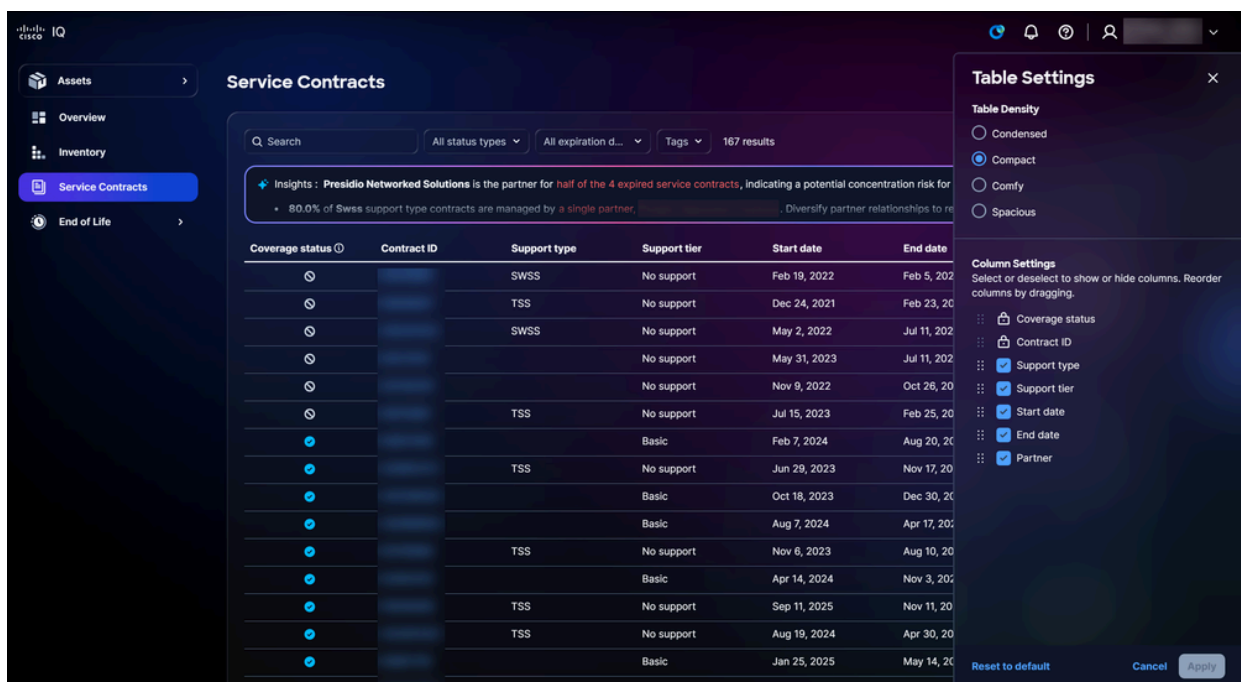 cisco IQ
Assets
Overview
Inventory
Service Contracts
End of Life
Service Contracts
Search
All status types
All expiration d...
Tags
167 results
Insights : Presidio Networked Solutions is the partner for half of the 4 expired service contracts, indicating a potential concentration risk for
80.0% of Swss support type contracts are managed by a single partner, . Diversify partner relationships to re
Coverage status Contract ID Support type Support tier Start date End date
SWSS No support Feb 19, 2022 Feb 5, 202
TSS No support Dec 24, 2021 Feb 23, 20
SWSS No support May 2, 2022 Jul 11, 202
No support May 31, 2023 Jul 11, 202
No support Nov 9, 2022 Oct 26, 20
TSS No support Jul 15, 2023 Feb 25, 20
Basic Feb 7, 2024 Aug 20, 20
TSS No support Jun 29, 2023 Nov 17, 20
Basic Oct 18, 2023 Dec 30, 20
Basic Aug 7, 2024 Apr 17, 202
TSS No support Nov 6, 2023 Aug 10, 20
Basic Apr 14, 2024 Nov 3, 202
TSS No support Sep 11, 2025 Nov 11, 20
TSS No support Aug 19, 2024 Apr 30, 20
Basic Jan 25, 2025 May 14, 20
Table Settings
Table Density
Condensed
Compact
Comfy
Spacious
Column Settings
Select or deselect to show or hide columns. Reorder
columns by dragging.
Coverage status
Contract ID
Support type
Support tier
Start date
End date
Partner
Reset to default
Cancel
Apply